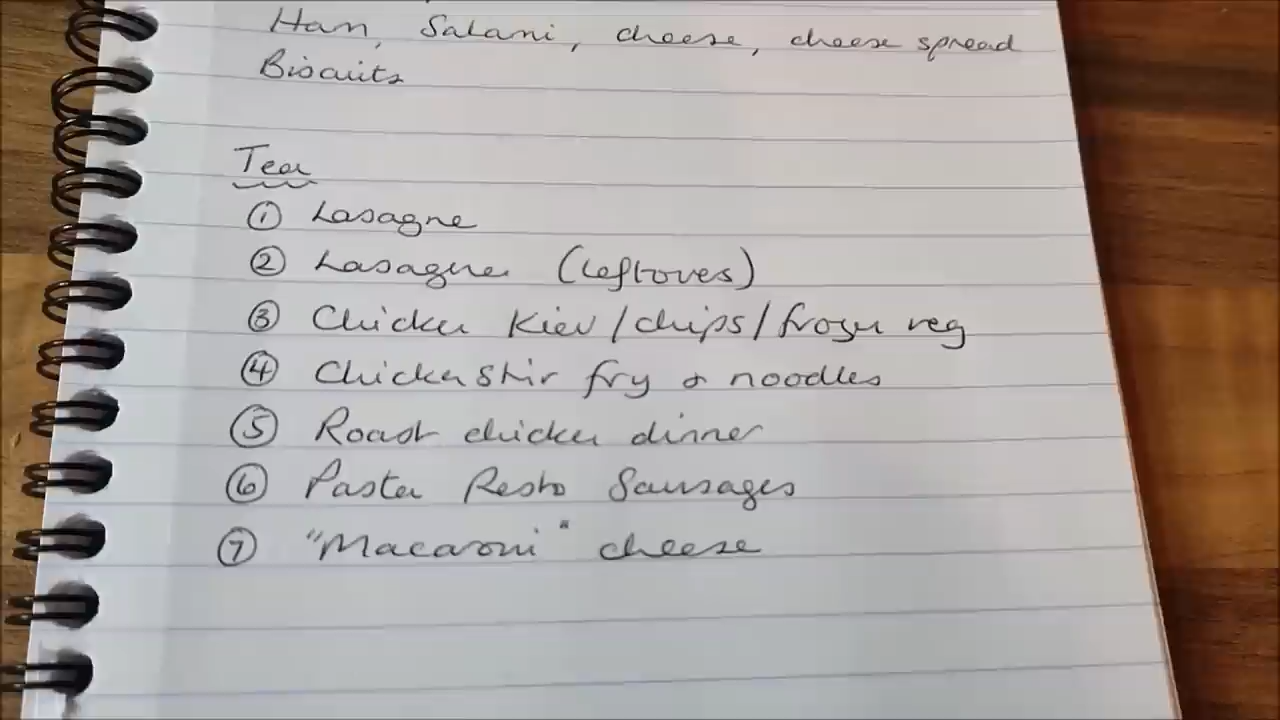 Ham, Salami, cheese, cheese spread
Biscuits
Tea
① Lasagne
② Lasagne (leftoves)
③ Chicken Kiev/chips/frozen veg
④ Chicken Stir fry & noodles
⑤ Roast chicken dinner
⑥ Pasta Pesto Sausages
⑦ "Macaroni" cheese